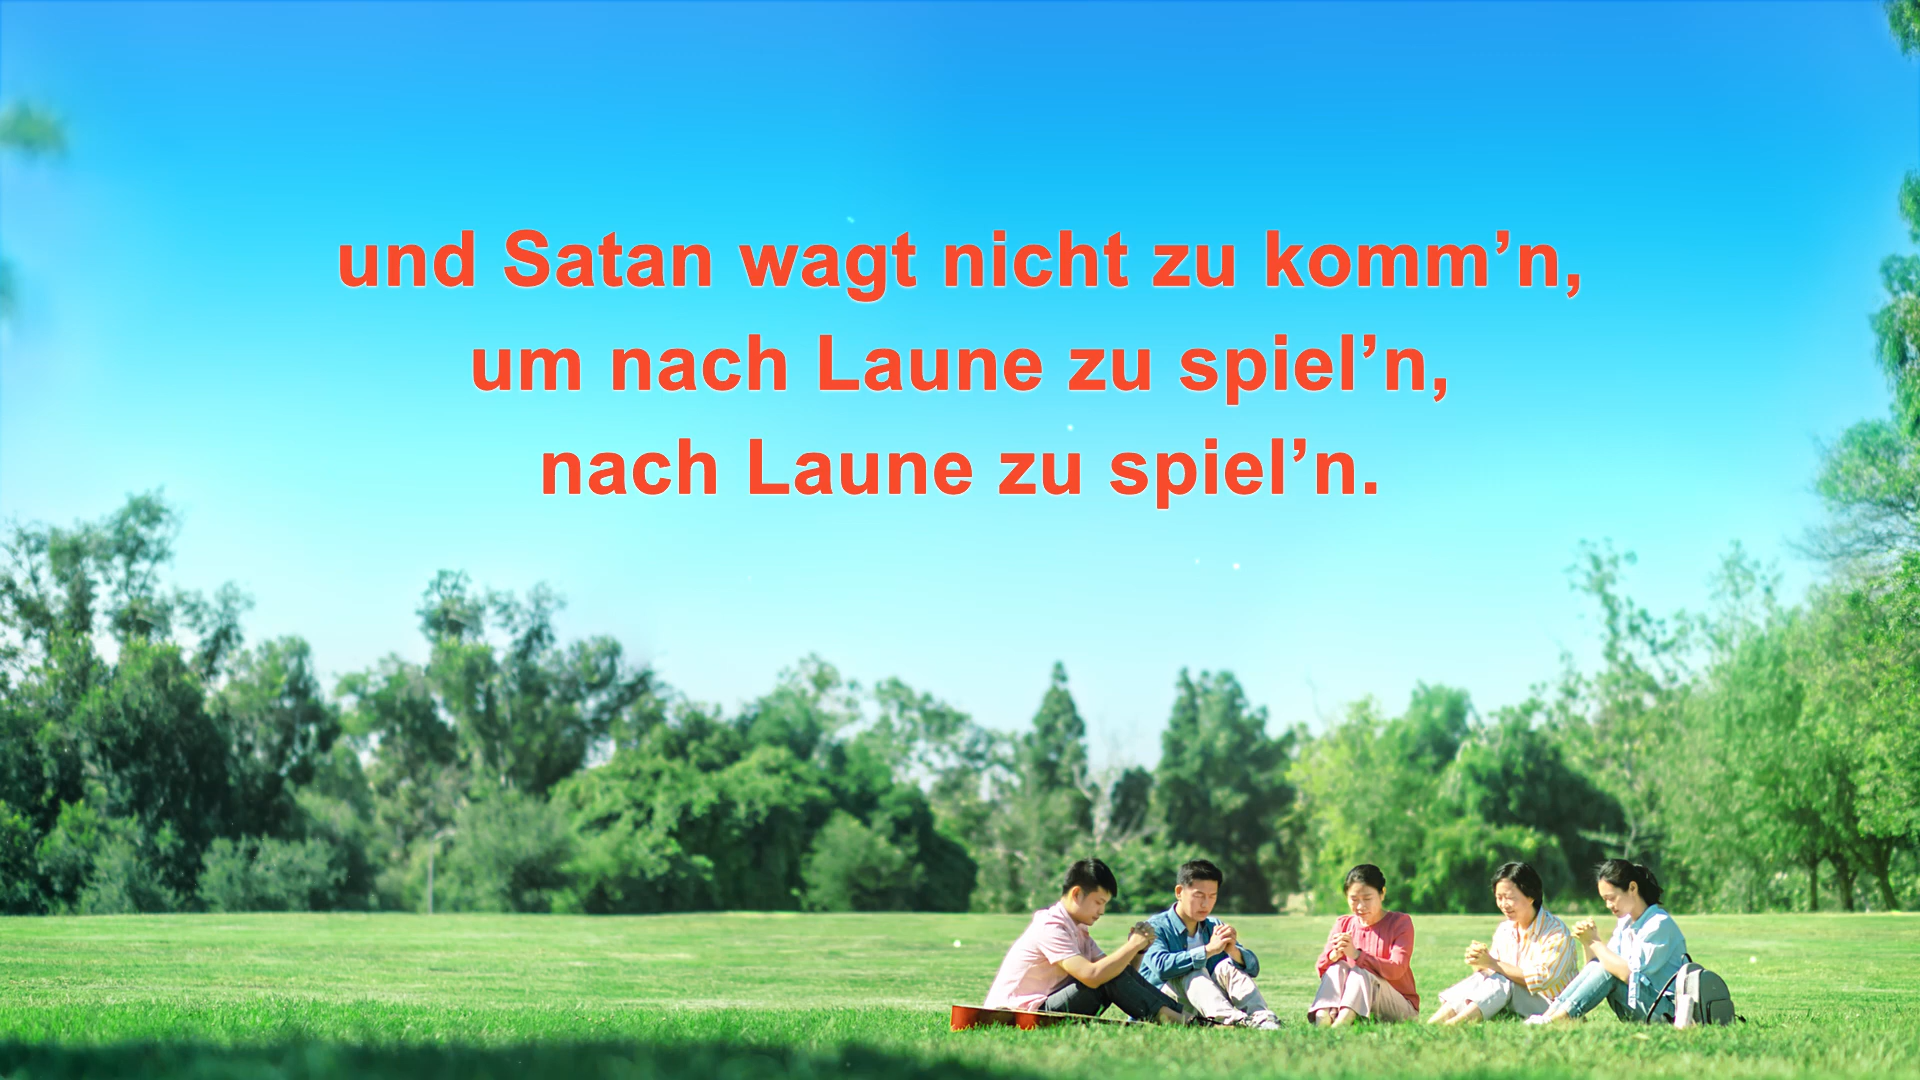 und Satan wagt nicht zu komm’n,
um nach Laune zu spiel’n,
nach Laune zu spiel’n.